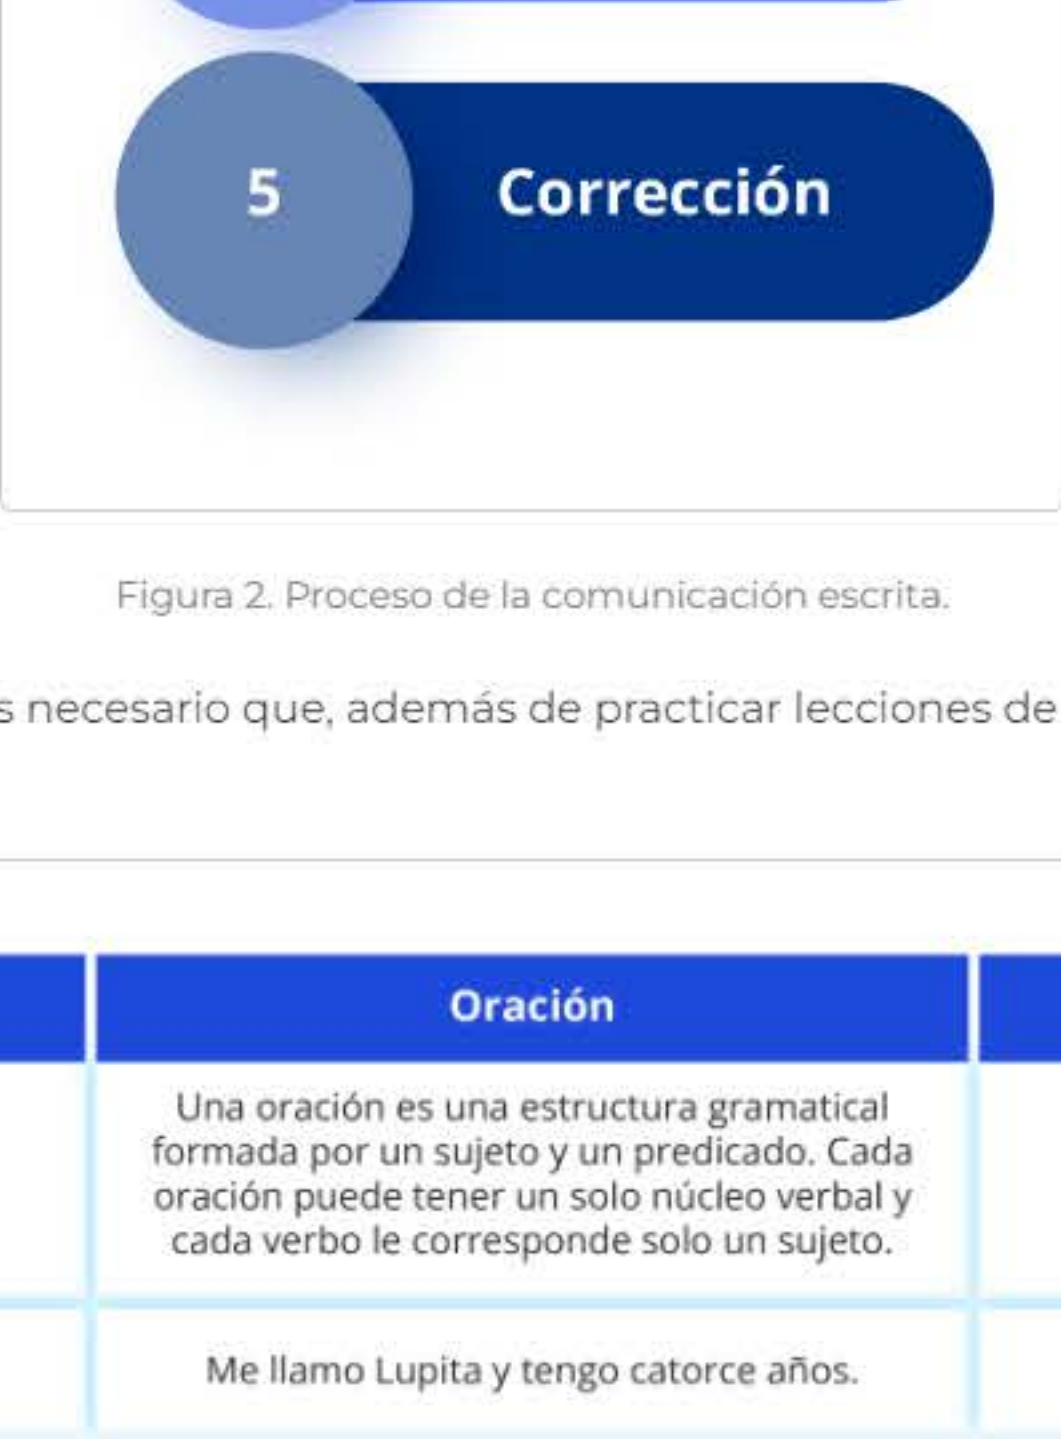 5
Corrección
Figura 2. Proceso de la comunicación escrita.
s necesario que, además de practicar lecciones de
Oración
Una oración es una estructura gramatical
formada por un sujeto y un predicado. Cada
oración puede tener un solo núcleo verbal y
cada verbo le corresponde solo un sujeto.
Me llamo Lupita y tengo catorce años.